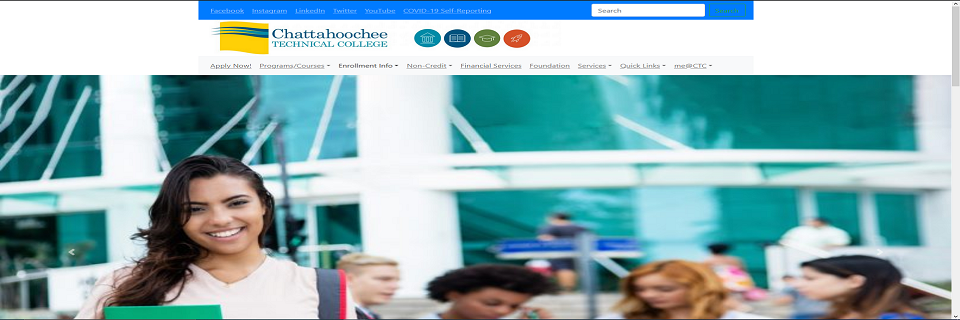 Facebook Instagram LinkedIn Twitter YouTube COVID-19 Self-Reporting Search Search
Chattahoochee
TECHNICAL COLLEGE
Apply Now! Programs/Courses Enrollment Info Non-Credit Financial Services Foundation Services Quick Links me@CTC